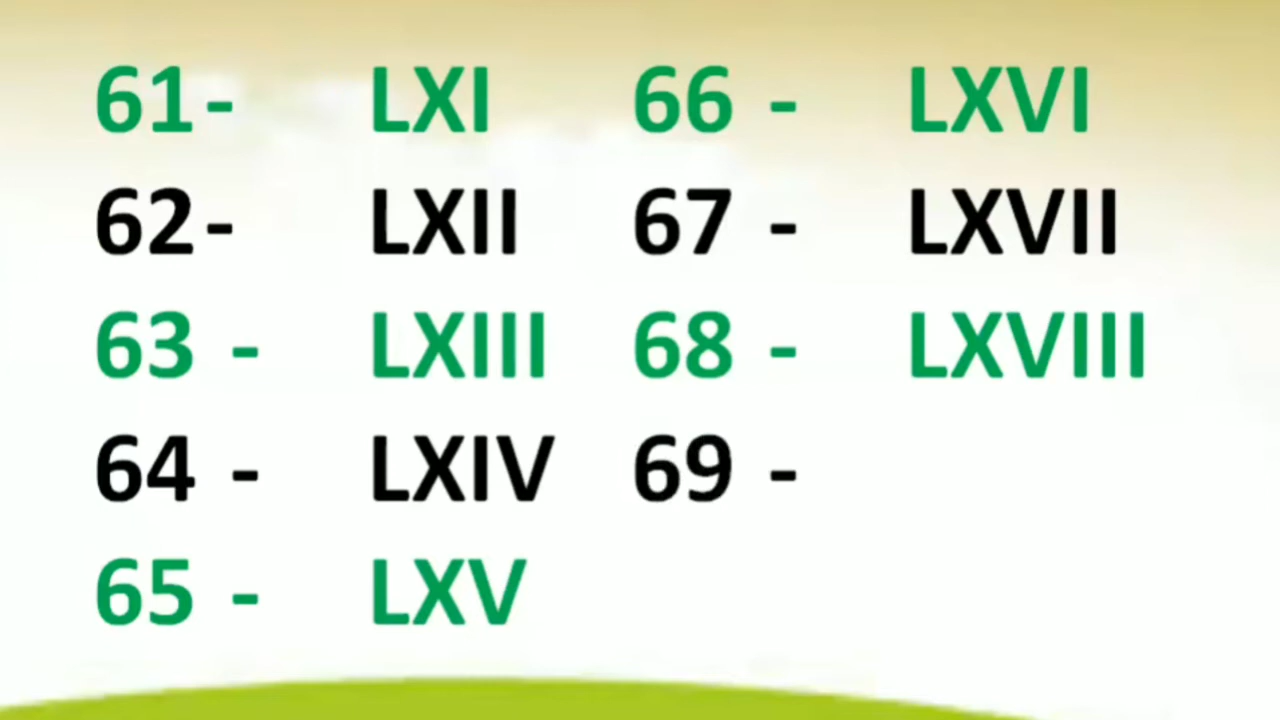 61- LXI 66 - LXVI
62- LXII 67 - LXVII
63 - LXIII 68 - LXVIII
64 - LXIV 69 -
65 - LXV